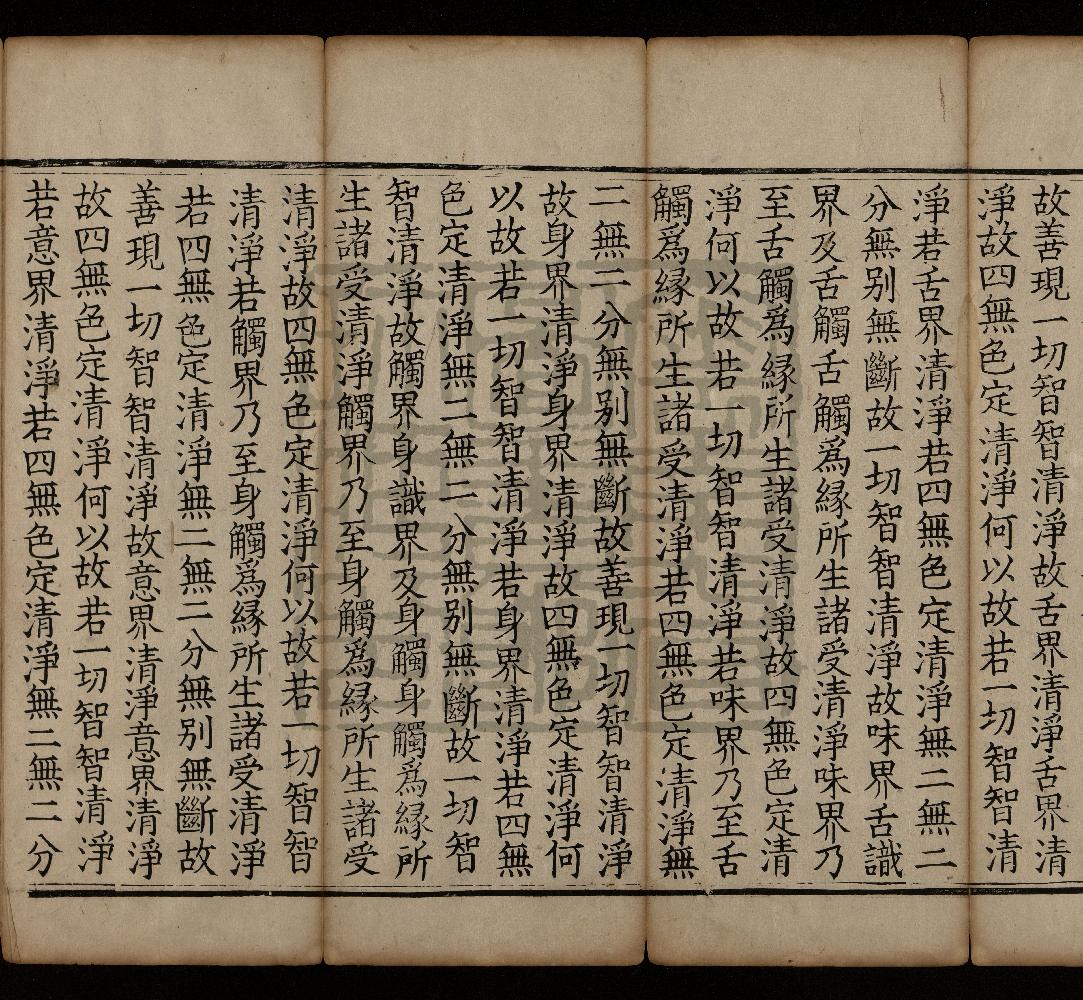 故善現一切智智清淨故舌界清淨舌界清
淨故四無色定清淨何以故若一切智智清
淨若舌界清淨若四無色定清淨無二無二
分無别無斷故一切智智清淨故味界舌識
界及舌觸舌觸爲緣所生諸受清淨味界乃
至舌觸爲緣所生諸受清淨故四無色定清
淨何以故若一切智智清淨若味界乃至舌
觸爲緣所生諸受清淨若四無色定清淨無
二無二分無别無斷故善現一切智智清淨
故身界清淨身界清淨故四無色定清淨何
以故若一切智智清淨若身界清淨若四無
色定清淨無二無二分無别無斷故一切智
智清淨故觸界身識界及身觸身觸爲緣所
生諸受清淨觸界乃至身觸爲緣所生諸受
清淨故四無色定清淨何以故若一切智智
清淨若觸界乃至身觸爲緣所生諸受清淨
若四無色定清淨無二無二分無别無斷故
善現一切智智清淨故意界清淨意界清淨
故四無色定清淨何以故若一切智智清淨
若意界清淨若四無色定清淨無二無二分